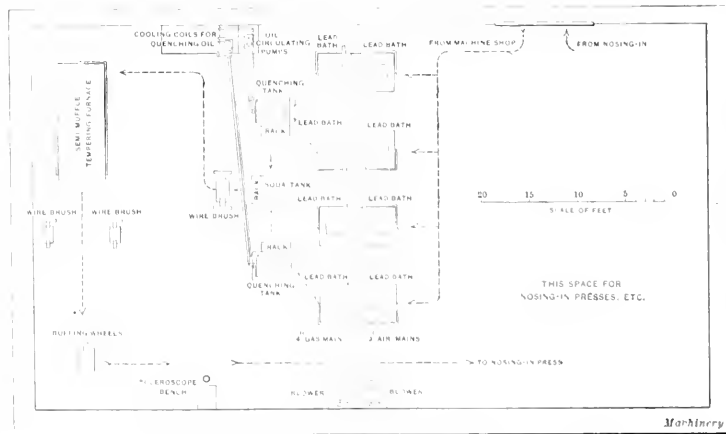 COOLING COILS FOR
QUENCHING OIL
OIL
CIRCULATING
PUMPS
LEAD
BATH
LEAD BATH
FROM MACHINE SHOP
FROM NOSING-IN
SEMI-MUFFLE
TEMPERING FURNACE
QUENCHING
TANK
RACK
LEAD BATH
LEAD BATH
RACK
SODA TANK
20 15 10 5 0
SCALE OF FEET
WIRE BRUSH
WIRE BRUSH
WIRE BRUSH
LEAD BATH
LEAD BATH
RACK
QUENCHING
TANK
LEAD BATH
LEAD BATH
THIS SPACE FOR
NOSING-IN PRESSES, ETC.
BUFFING WHEELS
GAS MAIN
AIR MAINS
TO NOSING-IN PRESS
SCLEROSCOPE
BENCH
BLOWER
BLOWER
Machinery